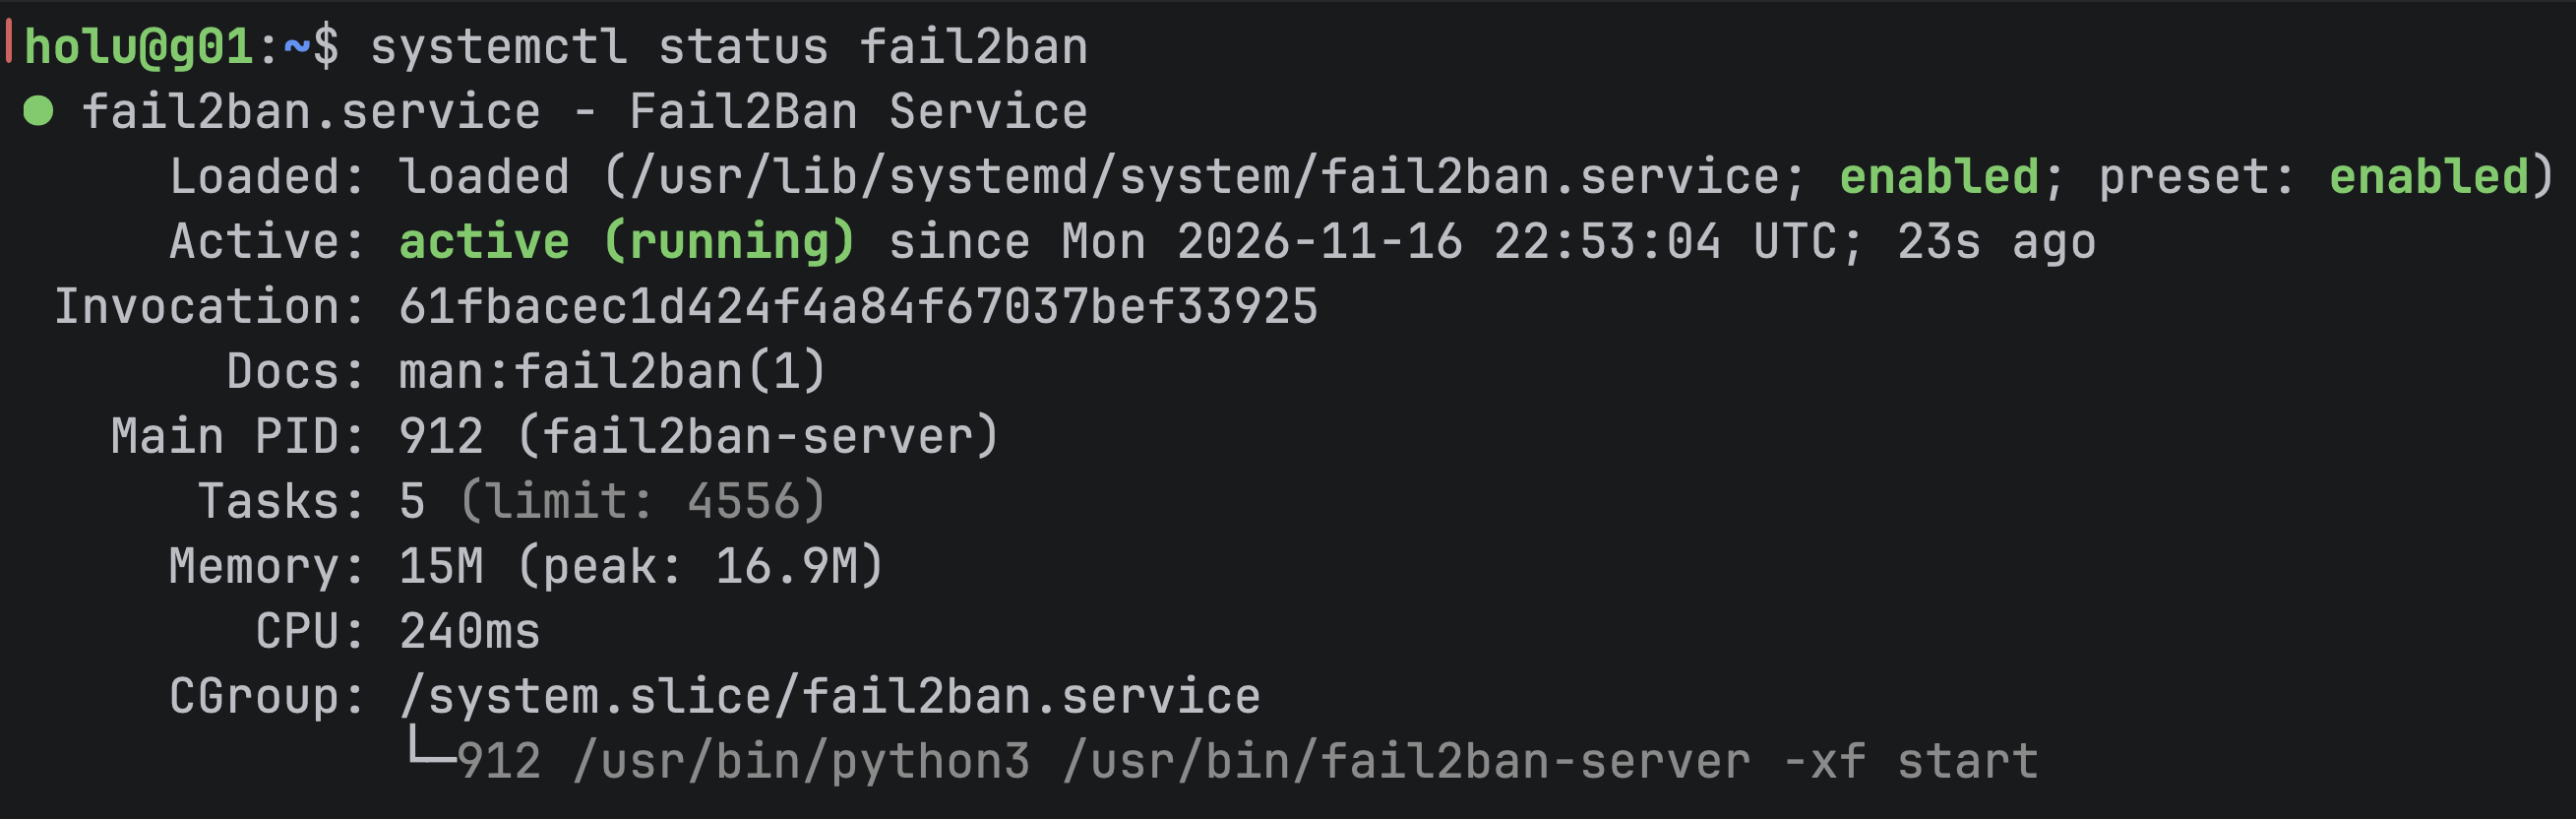 holu@g01:~$ systemctl status fail2ban
● fail2ban.service - Fail2Ban Service
Loaded: loaded (/usr/lib/systemd/system/fail2ban.service; enabled; preset: enabled)
Active: active (running) since Mon 2026-11-16 22:53:04 UTC; 23s ago
Invocation: 61fbacec1d424f4a84f67037bef33925
Docs: man:fail2ban(1)
Main PID: 912 (fail2ban-server)
Tasks: 5 (limit: 4556)
Memory: 15M (peak: 16.9M)
CPU: 240ms
CGroup: /system.slice/fail2ban.service
└─912 /usr/bin/python3 /usr/bin/fail2ban-server -xf start